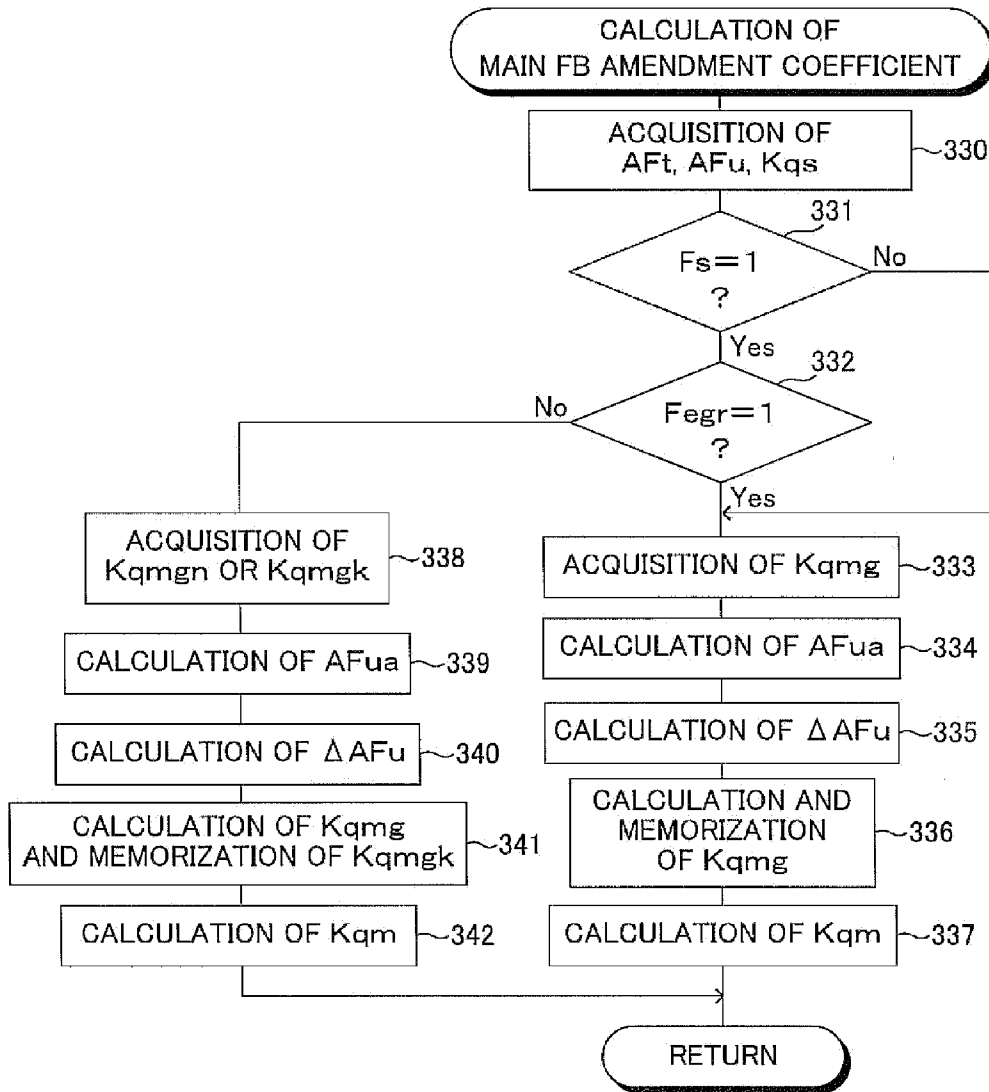 CALCULATION OF
MAIN FB AMENDMENT COEFFICIENT
ACQUISITION OF
AFt, AFu, Kqs
330
331
Fs=1
?
No
Yes
332
Fegr=1
?
No
Yes
ACQUISITION OF
Kqmgn OR Kqmgk
338
ACQUISITION OF Kqmg
333
CALCULATION OF AFua
339
CALCULATION OF AFua
334
CALCULATION OF Δ AFu
340
CALCULATION OF Δ AFu
335
CALCULATION OF Kqmg
AND MEMORIZATION OF Kqmgk
341
CALCULATION AND
MEMORIZATION
OF Kqmg
336
CALCULATION OF Kqm
342
CALCULATION OF Kqm
337
RETURN